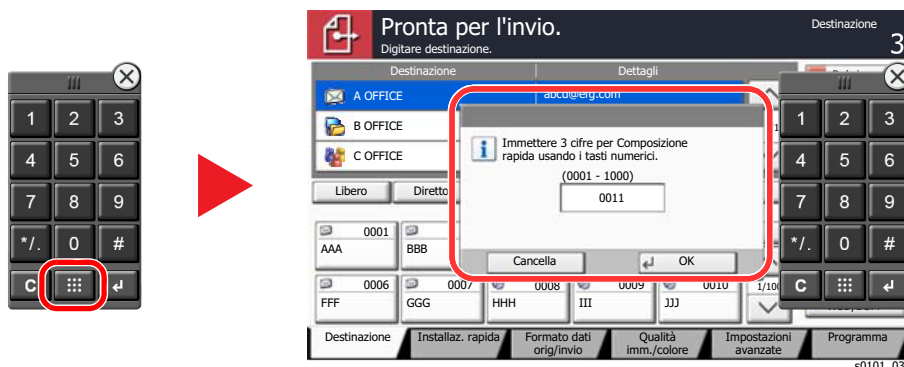 1 2 3
4 5 6
7 8 9
*/. 0 #
C
Pronta per l'invio.
Digitare destinazione.
Destinazione
3
Destinazione Dettagli
A OFFICE abcd@efg.com
B OFFICE
C OFFICE
Immettere 3 cifre per Composizione
rapida usando i tasti numerici.
(0001 - 1000)
0011
Cancella OK
Libero
0001
AAA BBB
0006 0007 0008 0009 0010
FFF GGG HHH III JJJ
1 2 3
4 5 6
7 8 9
*/. 0 #
C
Destinazione Installaz. rapida Formato dati
orig/invio Qualità
imm./colore Impostazioni
avanzate Programma